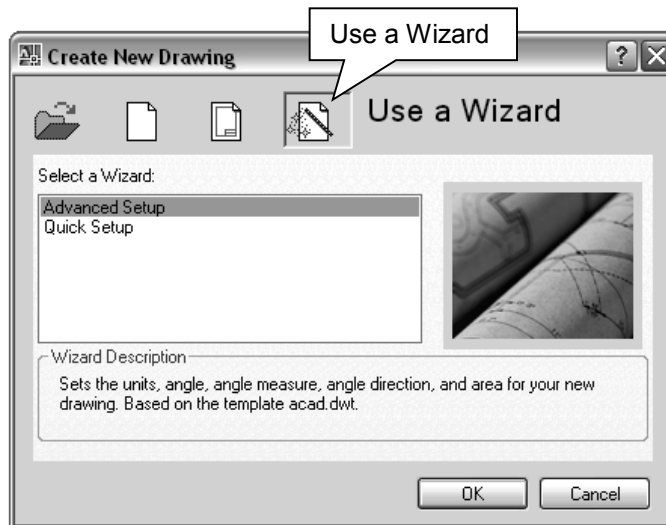 Use a Wizard
Create New Drawing
?
Use a Wizard
Select a Wizard:
Advanced Setup
Quick Setup
Wizard Description
Sets the units, angle, angle measure, angle direction, and area for your new
drawing. Based on the template acad.dwt.
OK Cancel